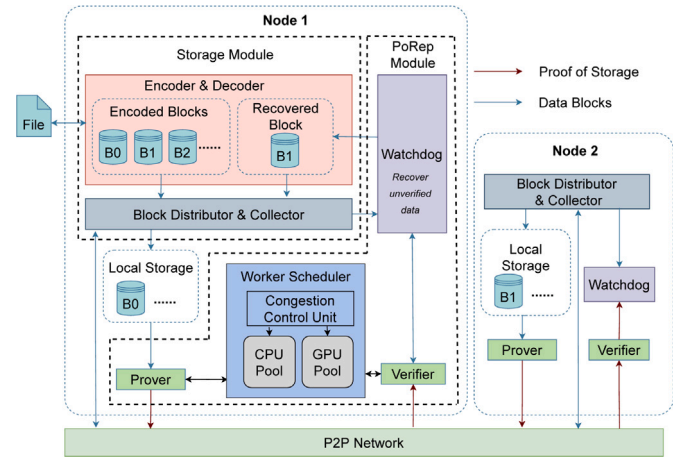 Node 1
Storage Module
PoRep
Module
Encoder & Decoder
Encoded Blocks
B0
B1
B2
......
Recovered
Block
B1
File
Watchdog
Recover
unverified
data
Block Distributor & Collector
Local Storage
B0
......
Worker Scheduler
Congestion
Control Unit
CPU
Pool
GPU
Pool
Prover
Verifier
Proof of Storage
Data Blocks
Node 2
Block Distributor
& Collector
Local
Storage
B1
......
Watchdog
Prover
Verifier
P2P Network